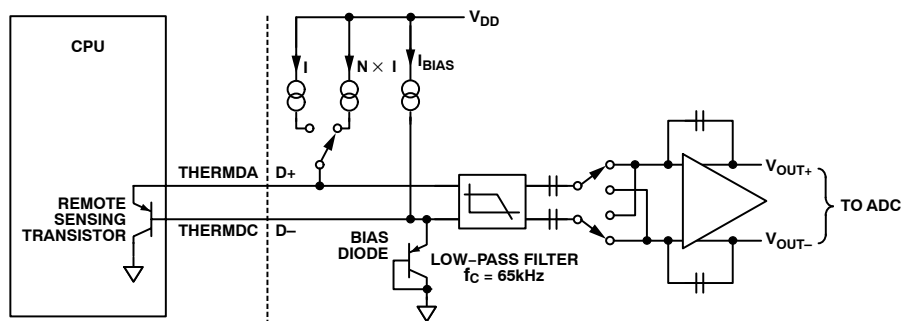 V_DD
CPU
I
N × I
I_BIAS
THERMDA
D+
REMOTE
SENSING
TRANSISTOR
THERMDC
D–
BIAS
DIODE
LOW–PASS FILTER
f_C = 65kHz
V_OUT+
TO ADC
V_OUT–